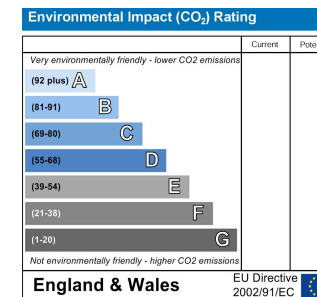 Environmental Impact (CO₂) Rating
Current
Very environmentally friendly - lower CO2 emissions
(92 plus) A
(81-91) B
(69-80) C
(55-68) D
(39-54) E
(21-38) F
(1-20) G
Not environmentally friendly - higher CO2 emissions
England & Wales
EU Directive
2002/91/EC